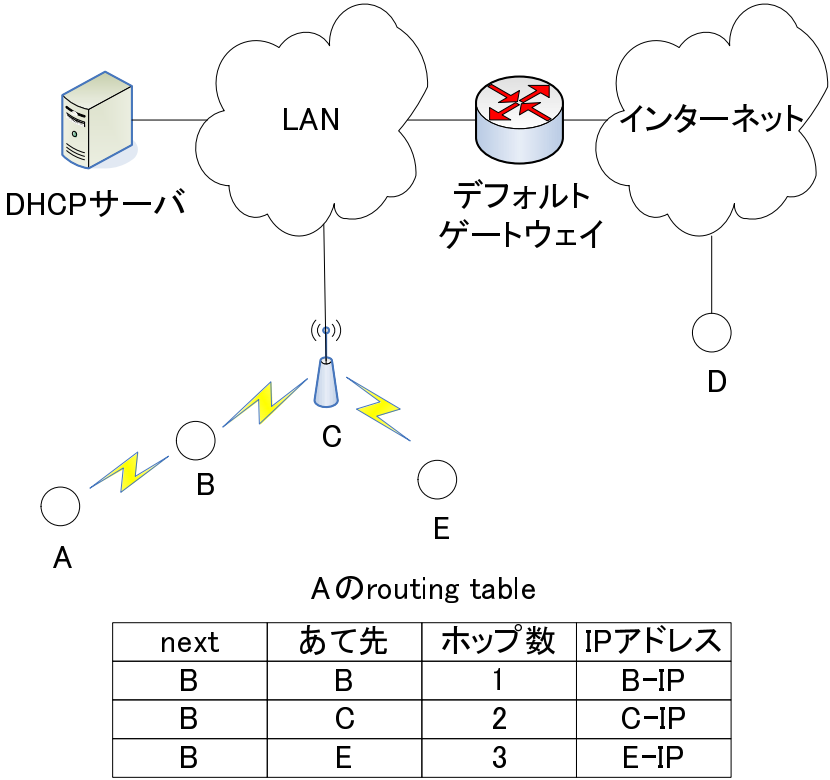 LAN
インターネット
DHCPサーバ
デフォルト
ゲートウェイ
D
C
B
E
A
Aのrouting table
next あて先 ホップ数 IPアドレス
B B 1 B-IP
B C 2 C-IP
B E 3 E-IP